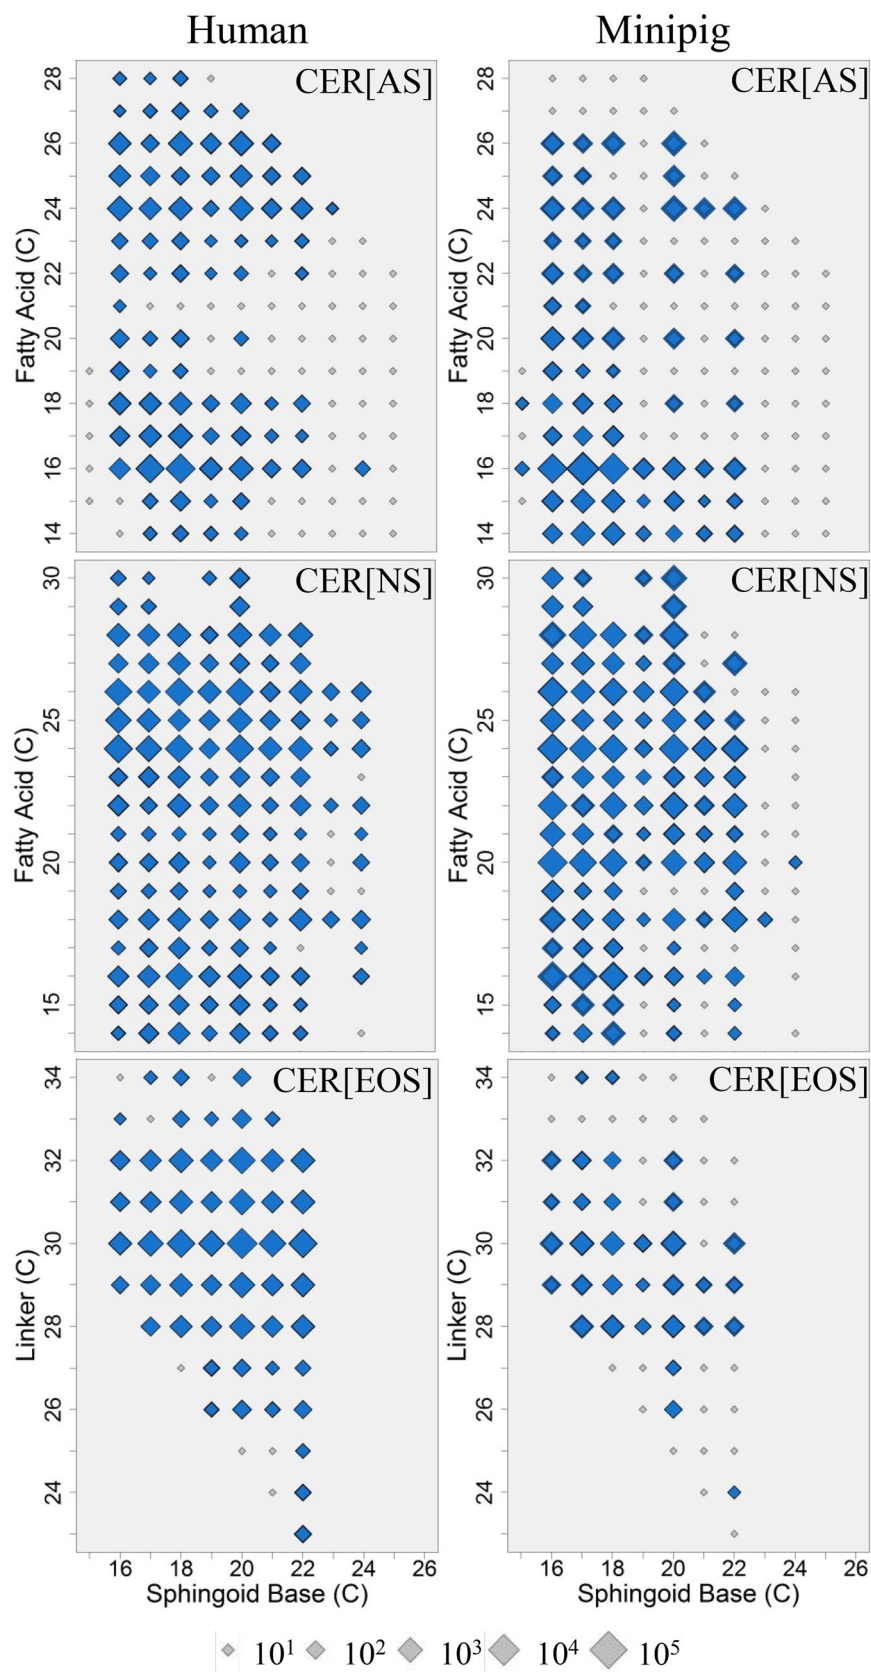 Human Minipig
CER[AS] CER[AS]
Fatty Acid (C) Fatty Acid (C)
28 28
26 26
24 24
22 22
20 20
18 18
16 16
14 14
CER[NS] CER[NS]
Fatty Acid (C) Fatty Acid (C)
30 30
25 25
20 20
15 15
CER[EOS] CER[EOS]
Linker (C) Linker (C)
34 34
32 32
30 30
28 28
26 26
24 24
16 18 20 22 24 26 16 18 20 22 24 26
Sphingoid Base (C) Sphingoid Base (C)
10¹ 10² 10³ 10⁴ 10⁵